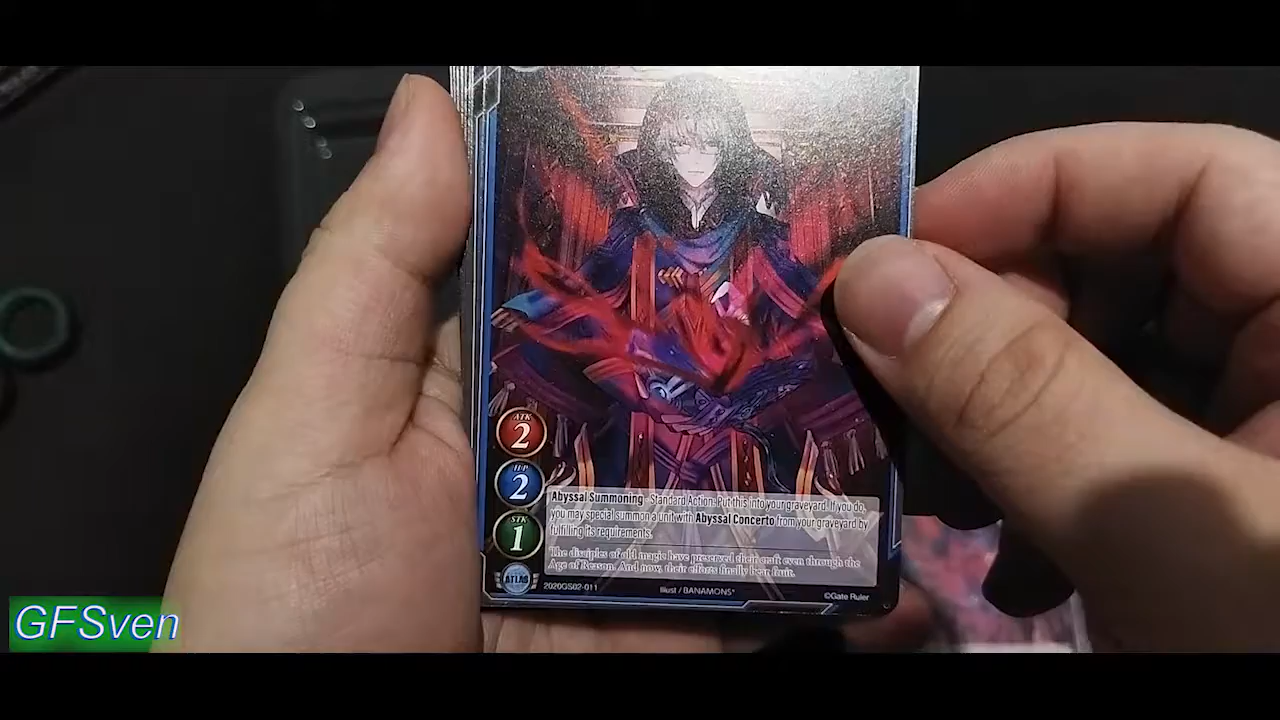 ATK
2
H·P
2
STK
1
Abyssal Summoning - Standard Action: Put this into your graveyard. If you do,
you may special summon a unit with Abyssal Concerto from your graveyard by
fulfilling its requirements.
The disciples of old magic have preserved their craft even through the
Age of Reason. And now, their efforts finally bear fruit.
ATLAS
2020GS02-011
Illust / BANAMONS*
©Gate Ruler
GFSven